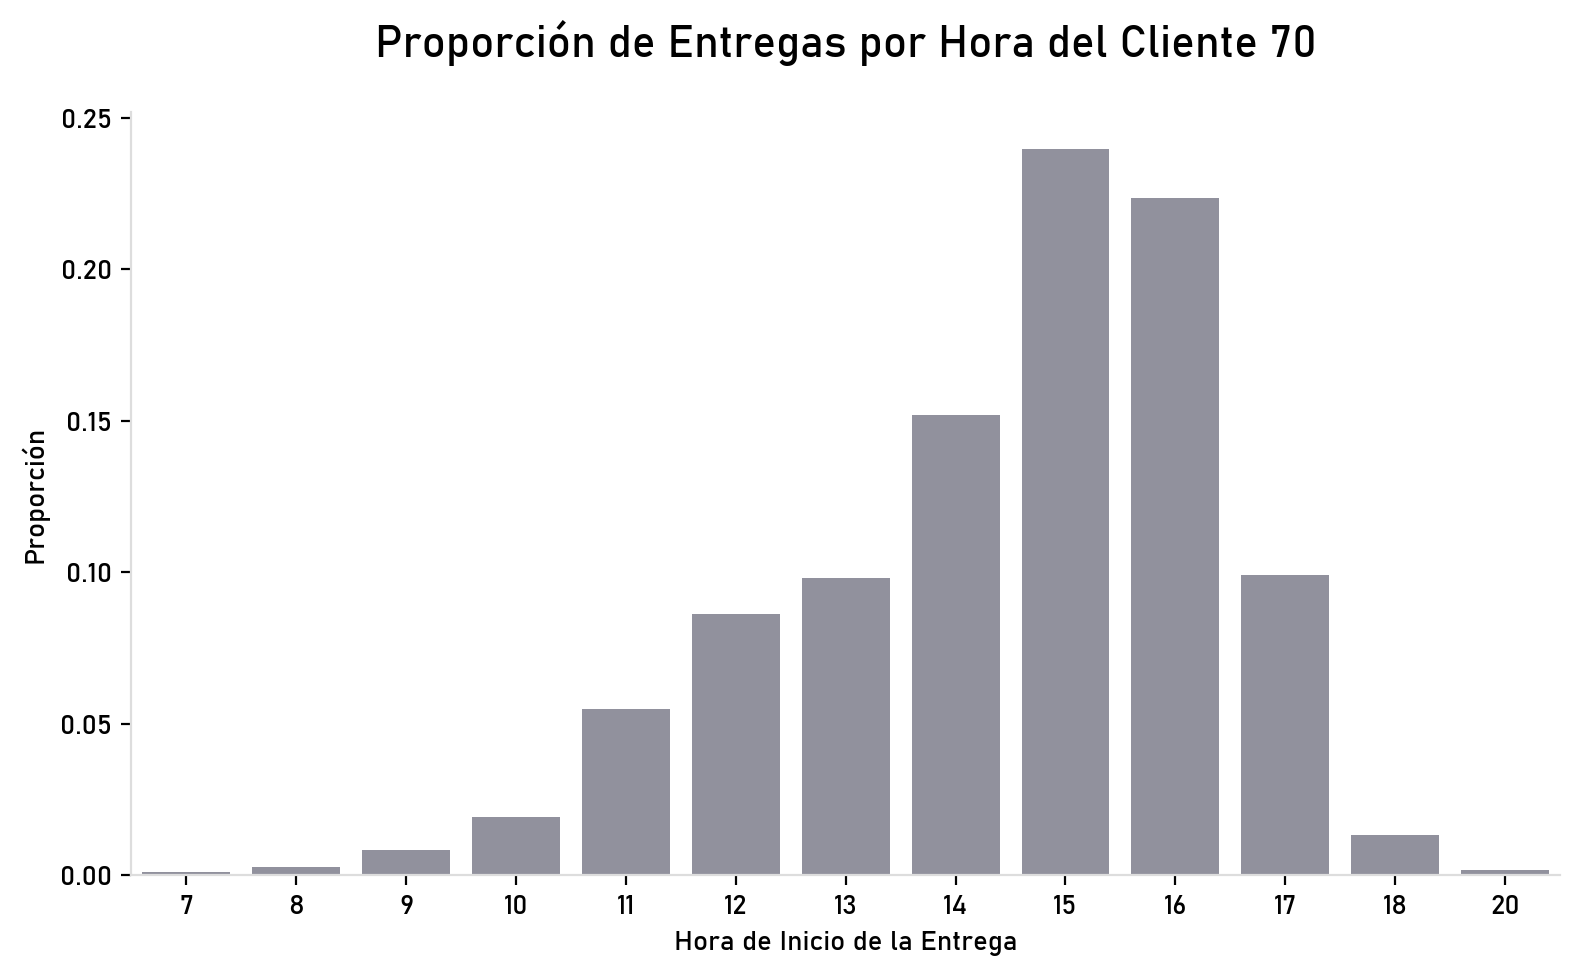 Proporción de Entregas por Hora del Cliente 70
0.25
0.20
0.15
0.10
0.05
0.00
Proporción
7 8 9 10 11 12 13 14 15 16 17 18 20
Hora de Inicio de la Entrega